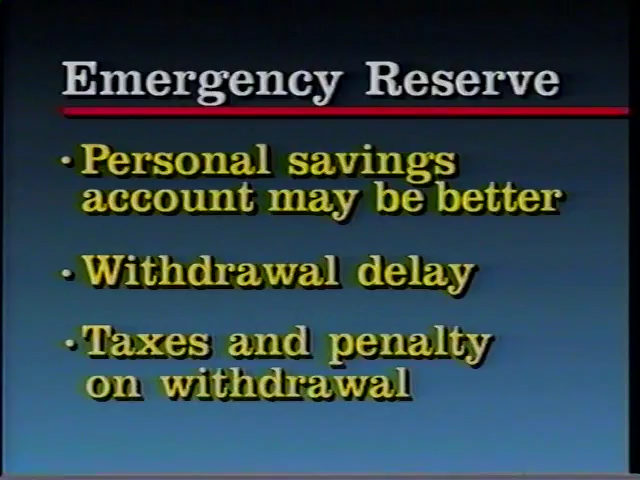 Emergency Reserve
· Personal savings
account may be better
· Withdrawal delay
· Taxes and penalty
on withdrawal